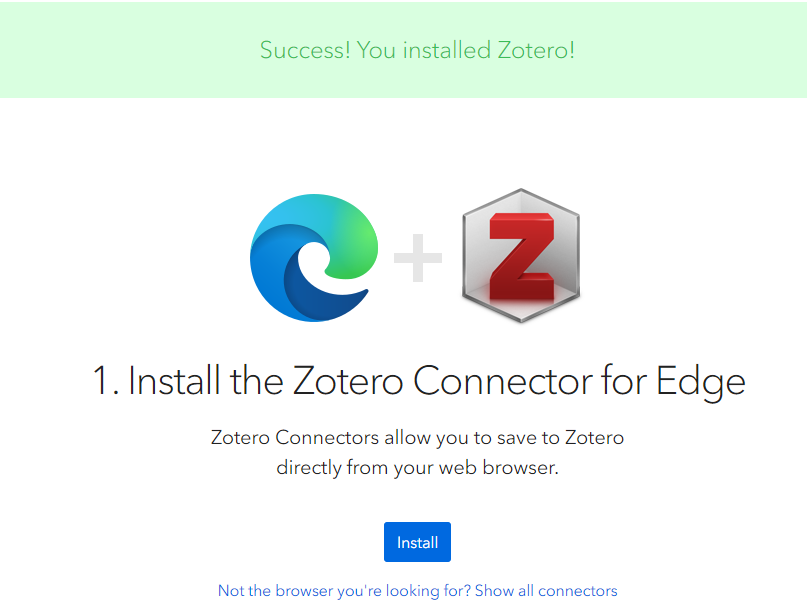 Success! You installed Zotero!
Z
1. Install the Zotero Connector for Edge
Zotero Connectors allow you to save to Zotero
directly from your web browser.
Install
Not the browser you're looking for? Show all connectors